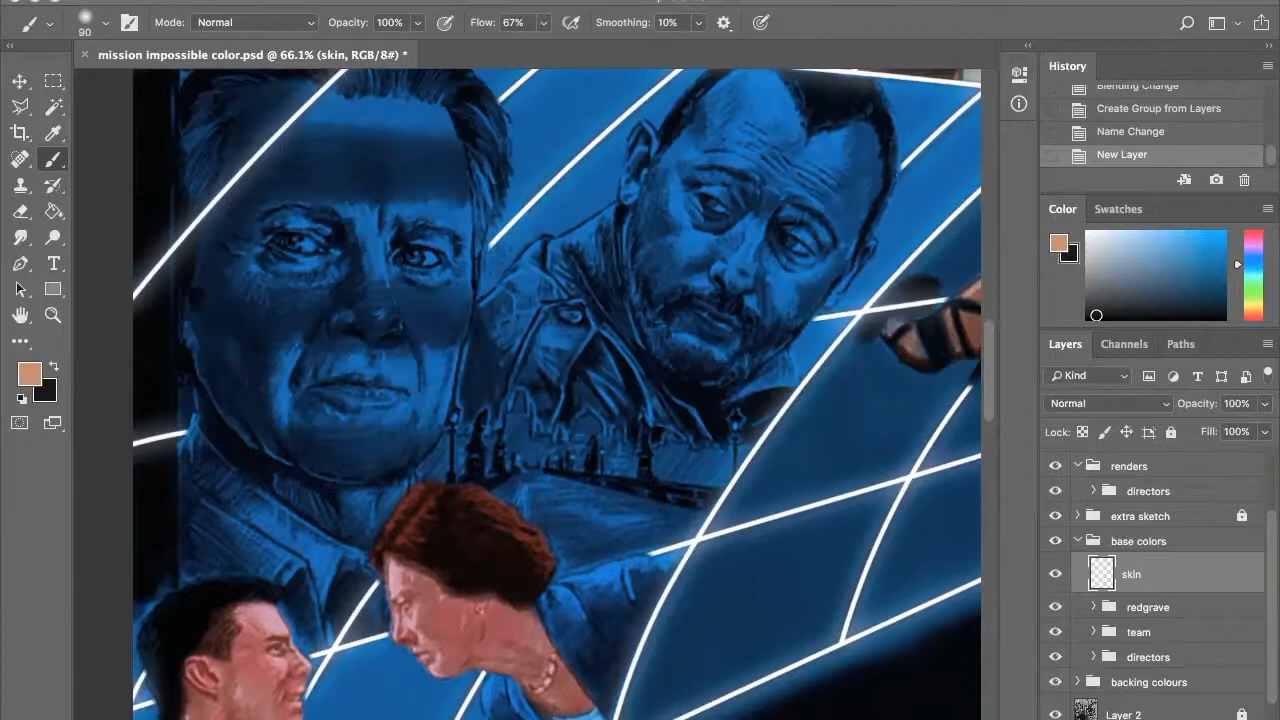 Mode: Normal Opacity: 100% Flow: 67% Smoothing: 10%
90
mission impossible color.psd @ 66.1% (skin, RGB/8#) *
History
Blending Change
Create Group from Layers
Name Change
New Layer
Color Swatches
Layers Channels Paths
Kind
Normal Opacity: 100%
Lock: Fill: 100%
renders
directors
extra sketch
base colors
skin
redgrave
team
directors
backing colours
Layer 2